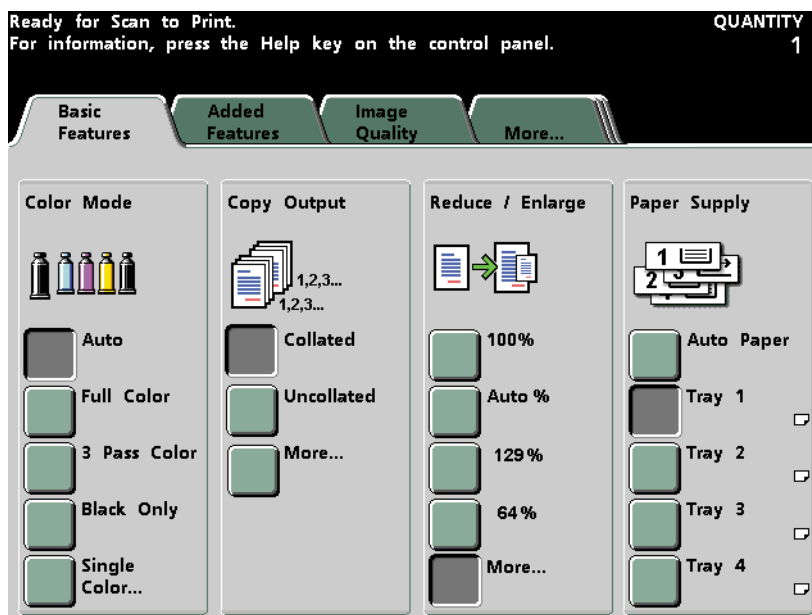 Ready for Scan to Print.
QUANTITY
For information, press the Help key on the control panel.
1
Basic
Features
Added
Features
Image
Quality
More...
Color Mode
Auto
Full Color
3 Pass Color
Black Only
Single
Color...
Copy Output
1,2,3...
1,2,3...
Collated
Uncollated
More...
Reduce / Enlarge
100%
Auto %
129%
64%
More...
Paper Supply
1
2
3
Auto Paper
Tray 1
Tray 2
Tray 3
Tray 4